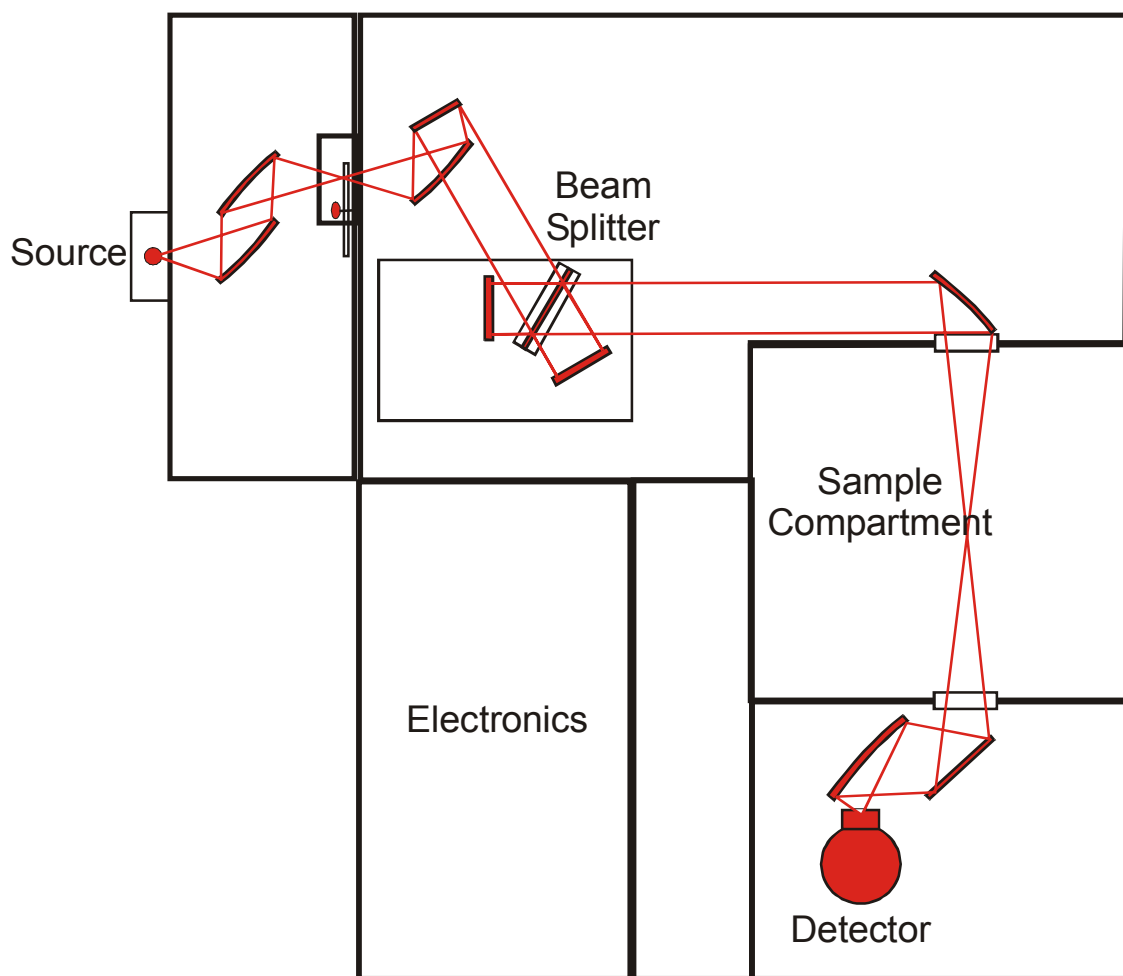 Beam
Splitter
Source
Sample
Compartment
Electronics
Detector